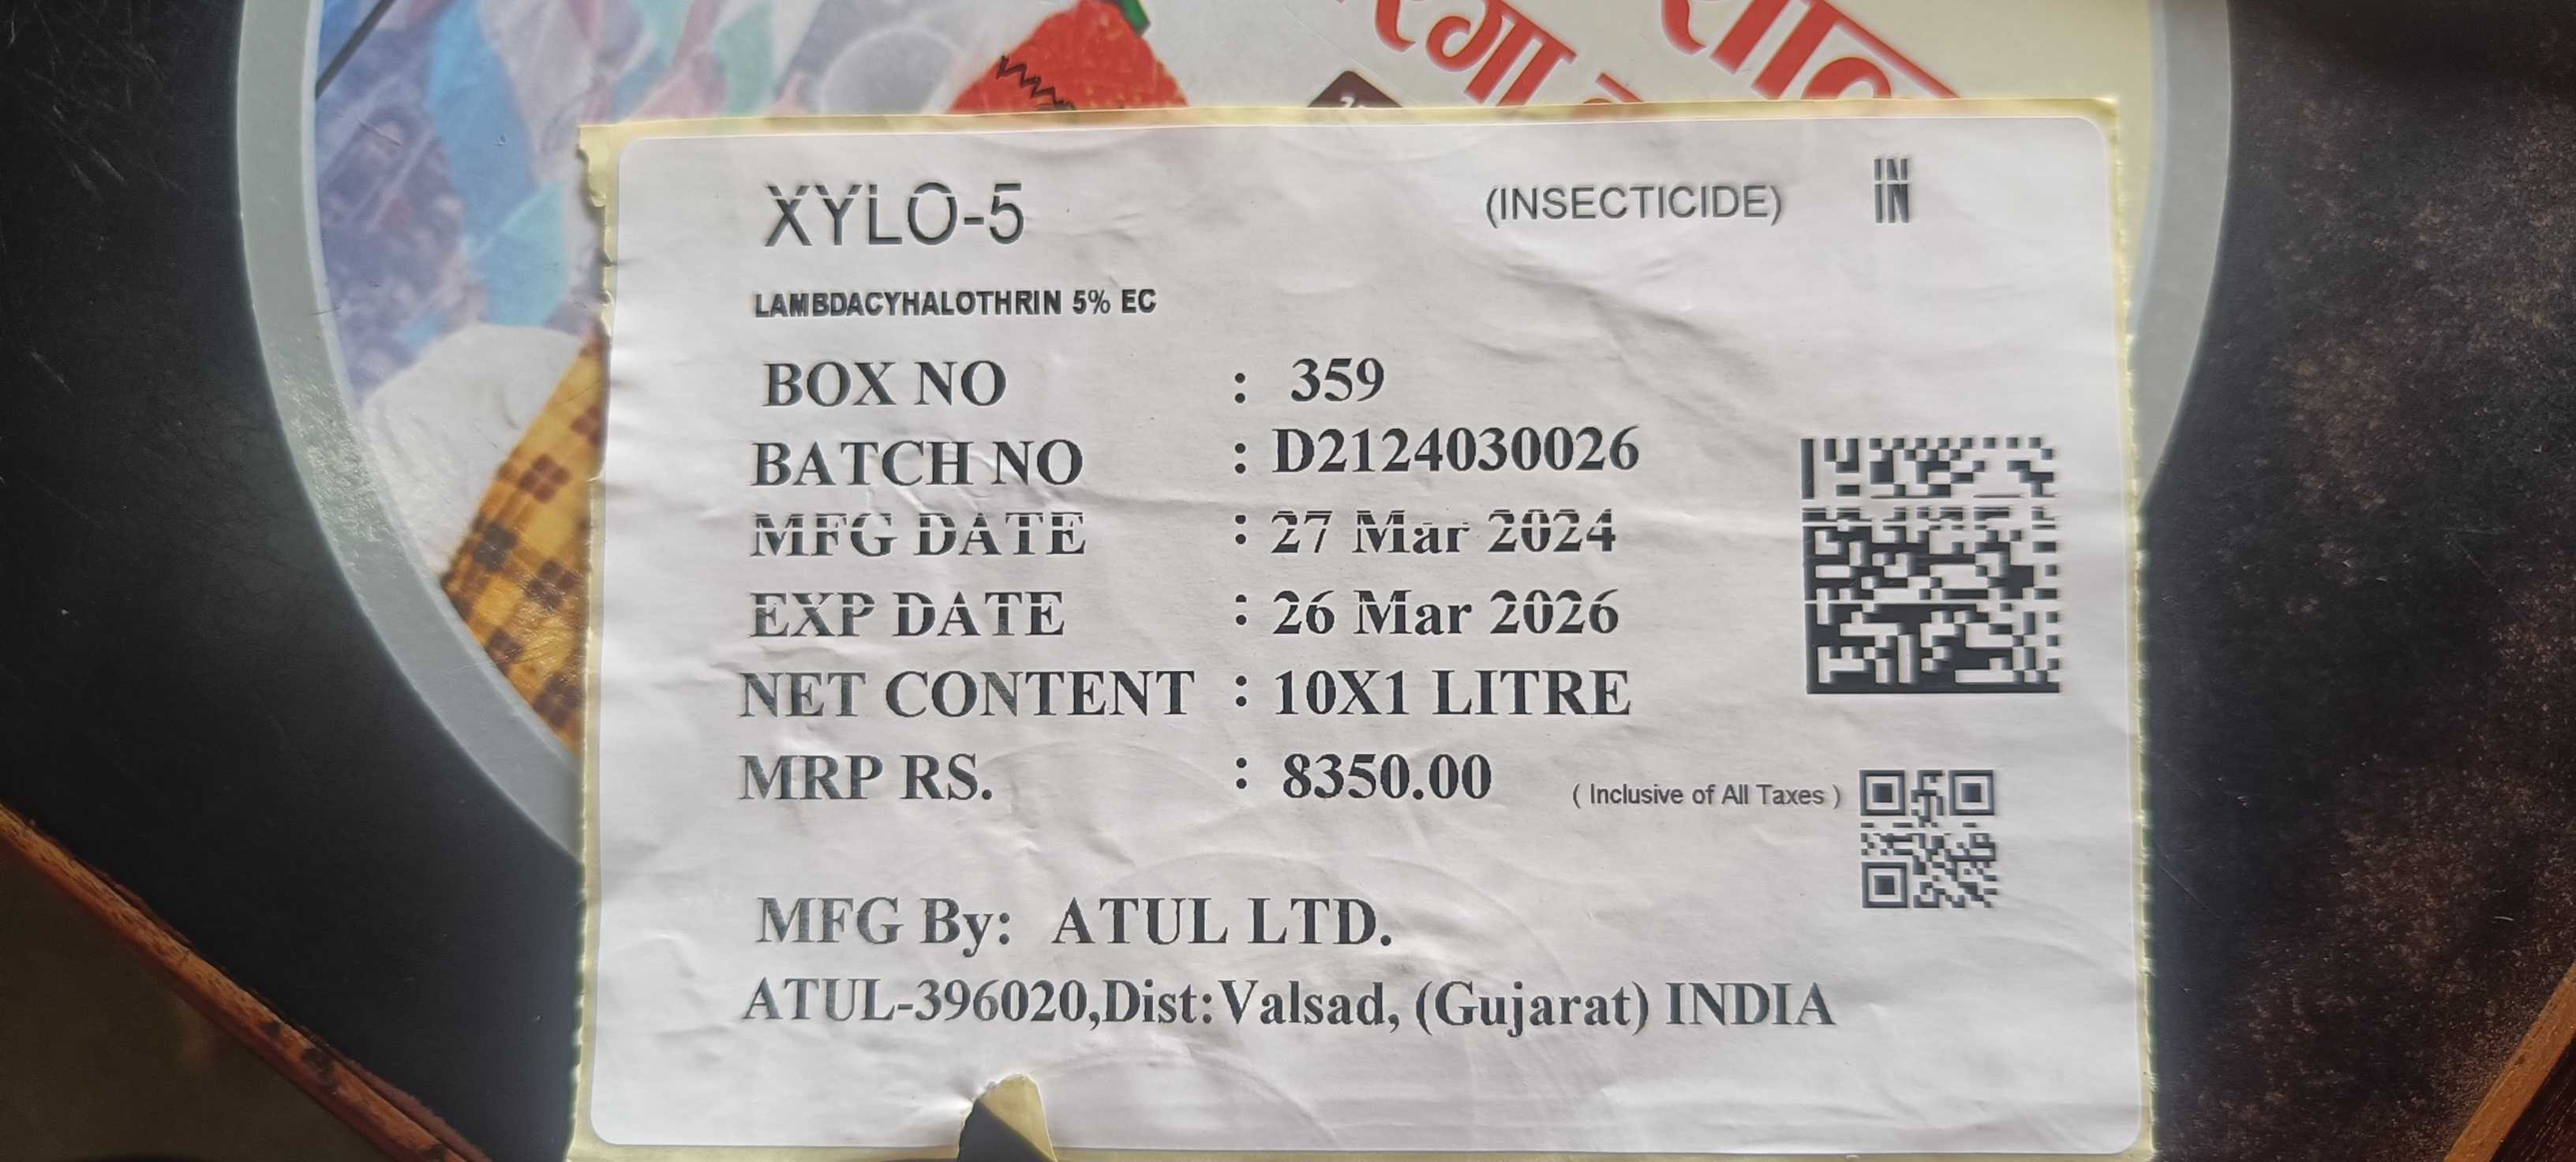 XYLO-5 (INSECTICIDE) IN
LAMBDACYHALOTHRIN 5% EC
BOX NO : 359
BATCH NO : D2124030026
MFG DATE : 27 Mar 2024
EXP DATE : 26 Mar 2026
NET CONTENT : 10X1 LITRE
MRP RS. : 8350.00 ( Inclusive of All Taxes )
MFG By: ATUL LTD.
ATUL-396020,Dist:Valsad, (Gujarat) INDIA